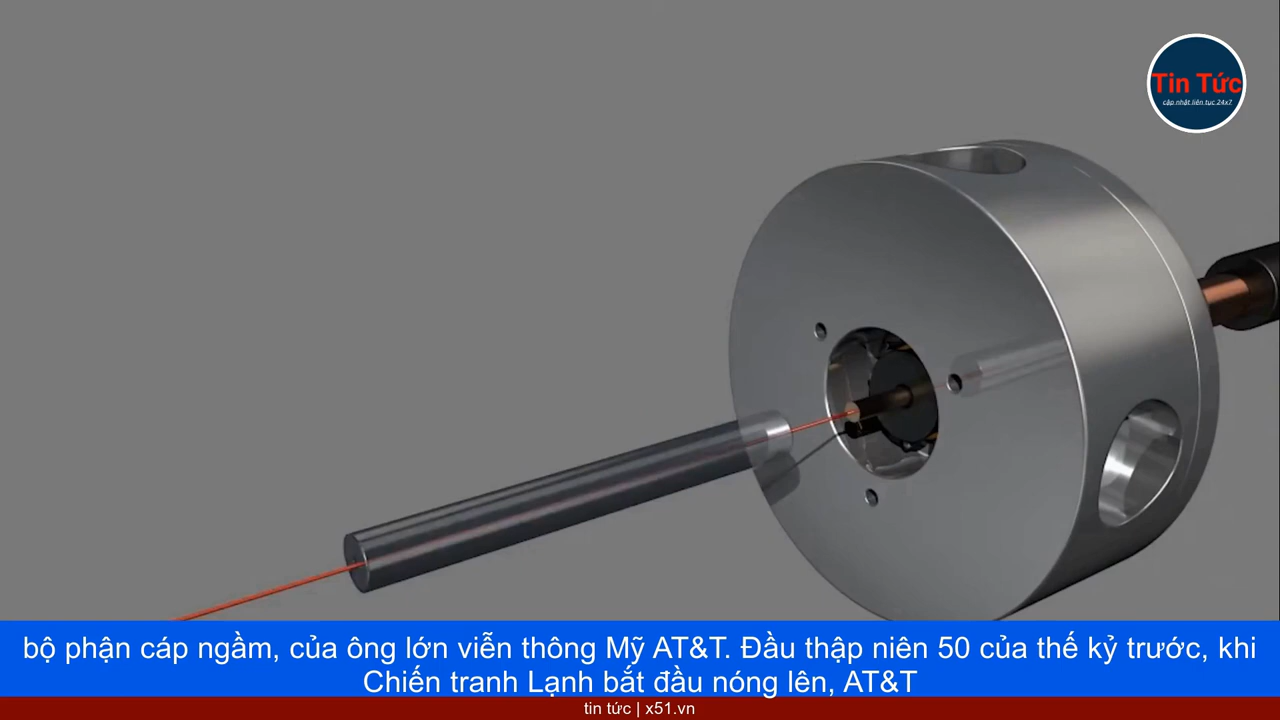 Tin Tức
cập nhật liên tục 24x7
bộ phận cáp ngầm, của ông lớn viễn thông Mỹ AT&T. Đầu thập niên 50 của thế kỷ trước, khi
Chiến tranh Lạnh bắt đầu nóng lên, AT&T
tin tức | x51.vn